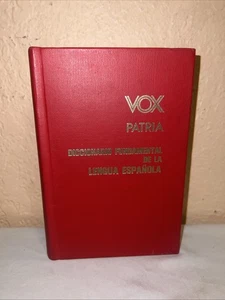 VOX
PATRIA
DICCIONARIO FUNDAMENTAL
DE LA
LENGUA ESPAÑOLA